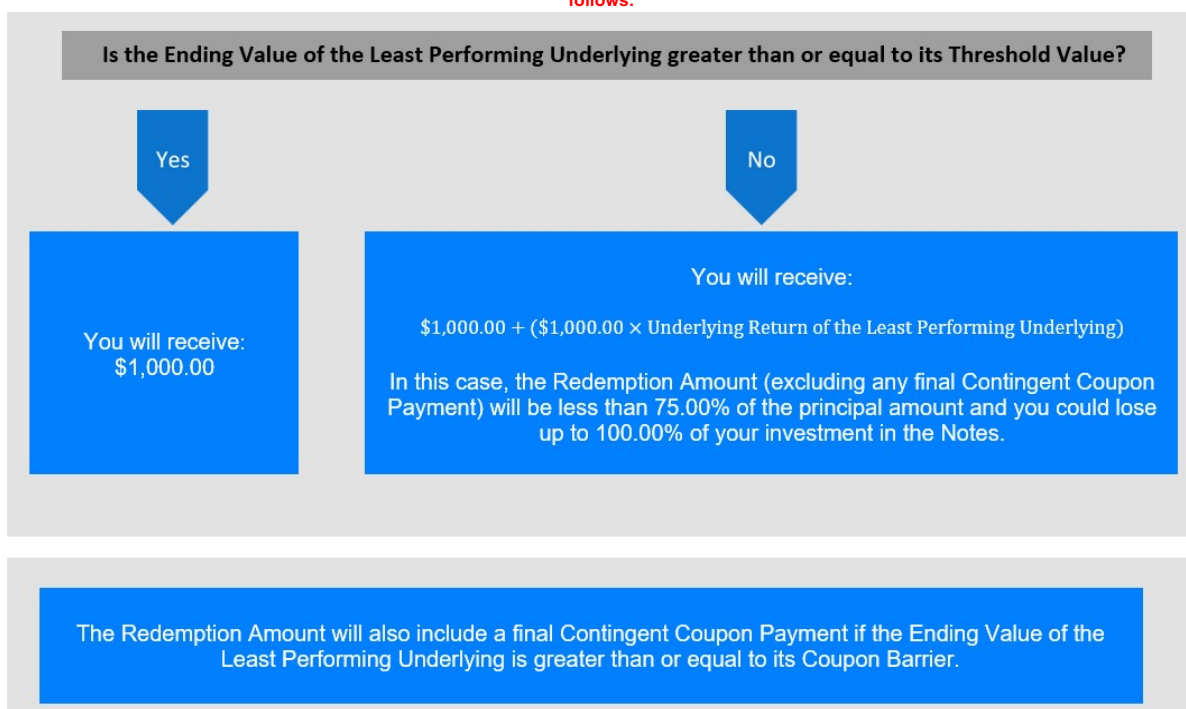 follows:
Is the Ending Value of the Least Performing Underlying greater than or equal to its Threshold Value?
Yes
No
You will receive:
$1,000.00
You will receive:
$1,000.00 + ($1,000.00 × Underlying Return of the Least Performing Underlying)
In this case, the Redemption Amount (excluding any final Contingent Coupon
Payment) will be less than 75.00% of the principal amount and you could lose
up to 100.00% of your investment in the Notes.
The Redemption Amount will also include a final Contingent Coupon Payment if the Ending Value of the
Least Performing Underlying is greater than or equal to its Coupon Barrier.